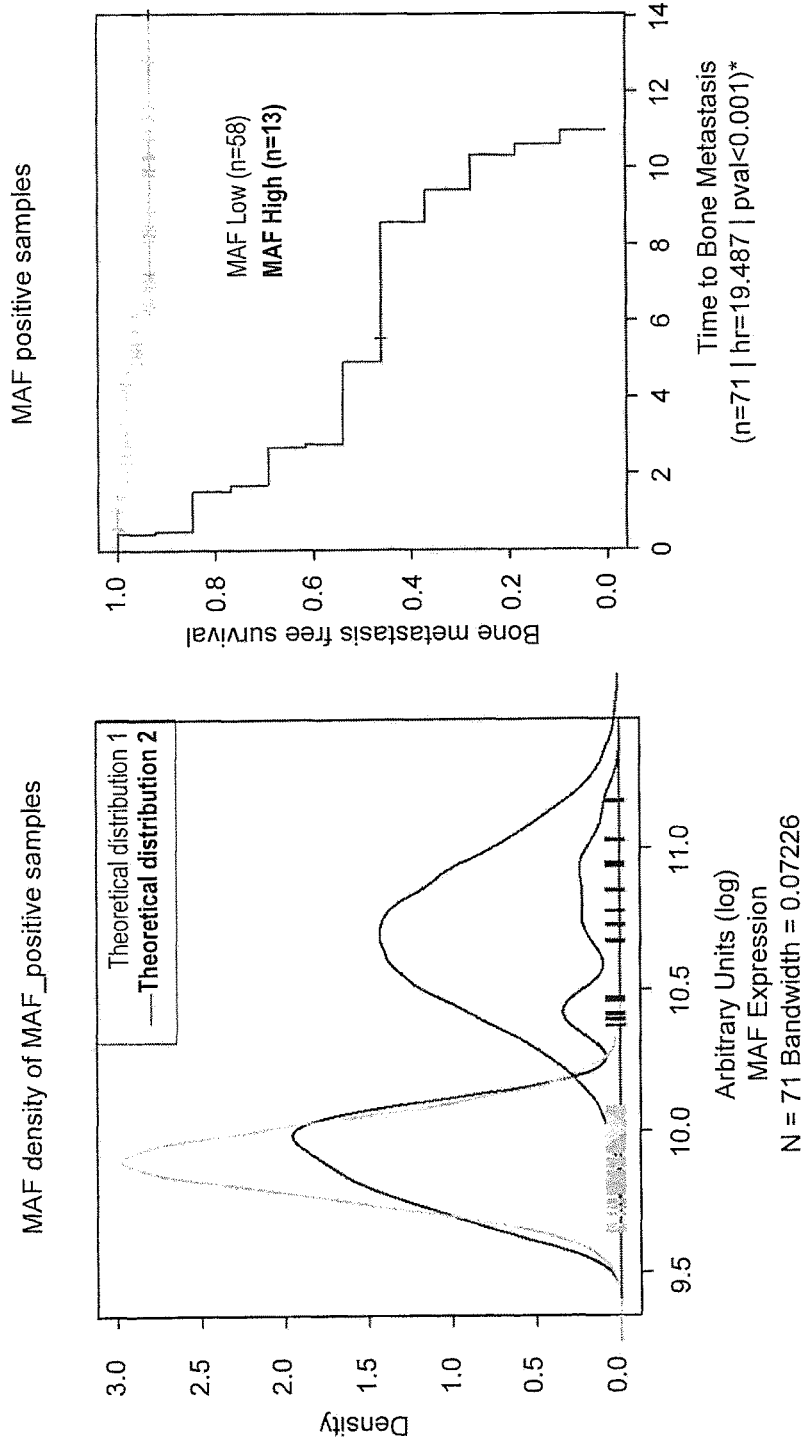 MAF density of MAF_positive samples
3.0
2.5
2.0
1.5
1.0
0.5
0.0
Density
Theoretical distribution 1
Theoretical distribution 2
9.5
10.0
10.5
11.0
Arbitrary Units (log)
MAF Expression
N = 71 Bandwidth = 0.07226
MAF positive samples
1.0
0.8
0.6
0.4
0.2
0.0
Bone metastasis free survival
MAF Low (n=58)
MAF High (n=13)
0
2
4
6
8
10
12
14
Time to Bone Metastasis
(n=71 | hr=19.487 | pval<0.001)*